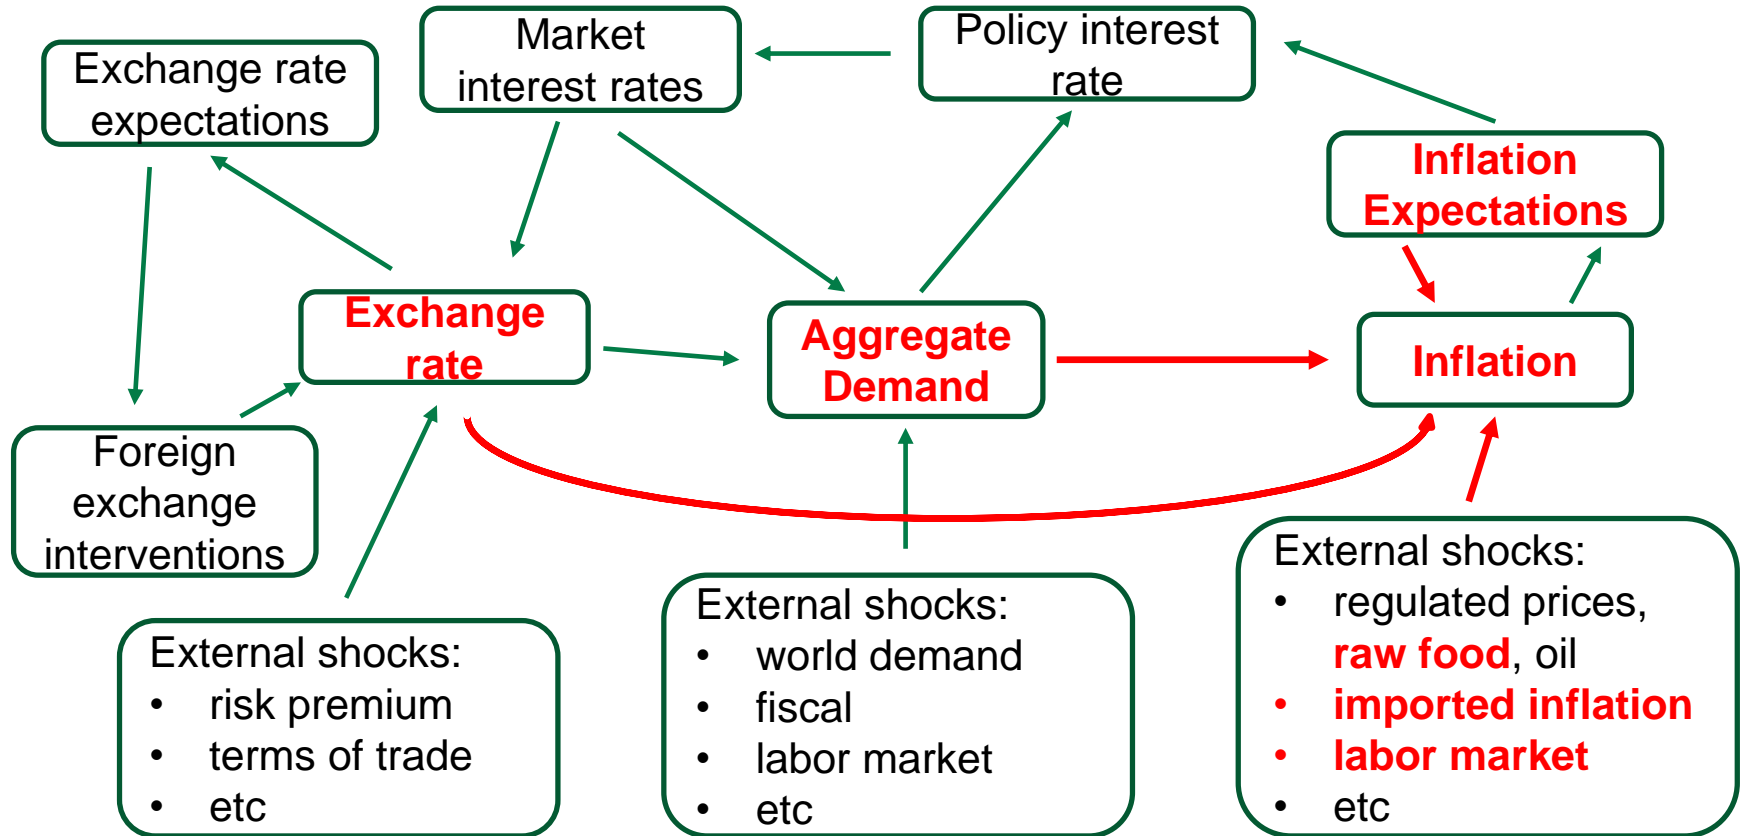 Exchange rate
expectations
Market
interest rates
Policy interest
rate
Inflation
Expectations
Exchange
rate
Aggregate
Demand
Inflation
Foreign
exchange
interventions
External shocks:
• risk premium
• terms of trade
• etc
External shocks:
• world demand
• fiscal
• labor market
• etc
External shocks:
• regulated prices,
raw food, oil
• imported inflation
• labor market
• etc